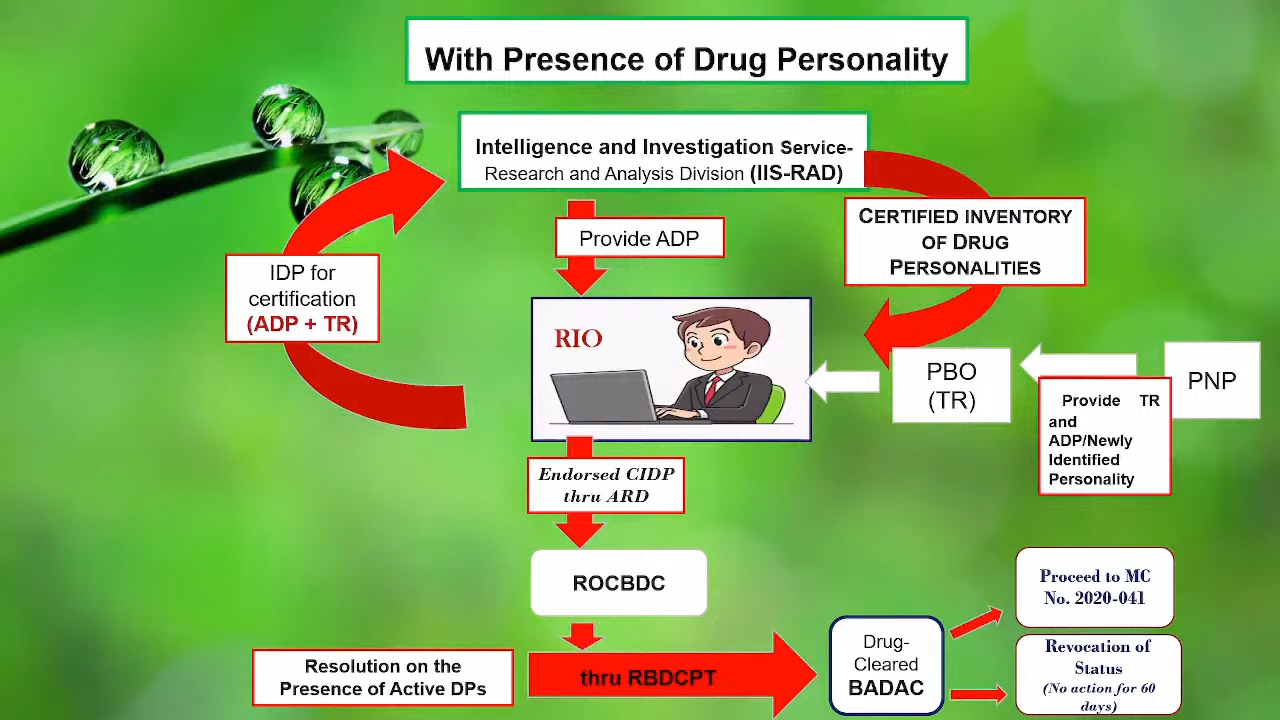 With Presence of Drug Personality
Intelligence and Investigation Service-
Research and Analysis Division (IIS-RAD)
Provide ADP
CERTIFIED INVENTORY
OF DRUG
PERSONALITIES
IDP for
certification
(ADP + TR)
RIO
PBO
(TR)
PNP
Provide TR
and
ADP/Newly
Identified
Personality
Endorsed CIDP
thru ARD
ROCBDC
Resolution on the
Presence of Active DPs
thru RBDCPT
Drug-
Cleared
BADAC
Proceed to MC
No. 2020-041
Revocation of
Status
(No action for 60
days)